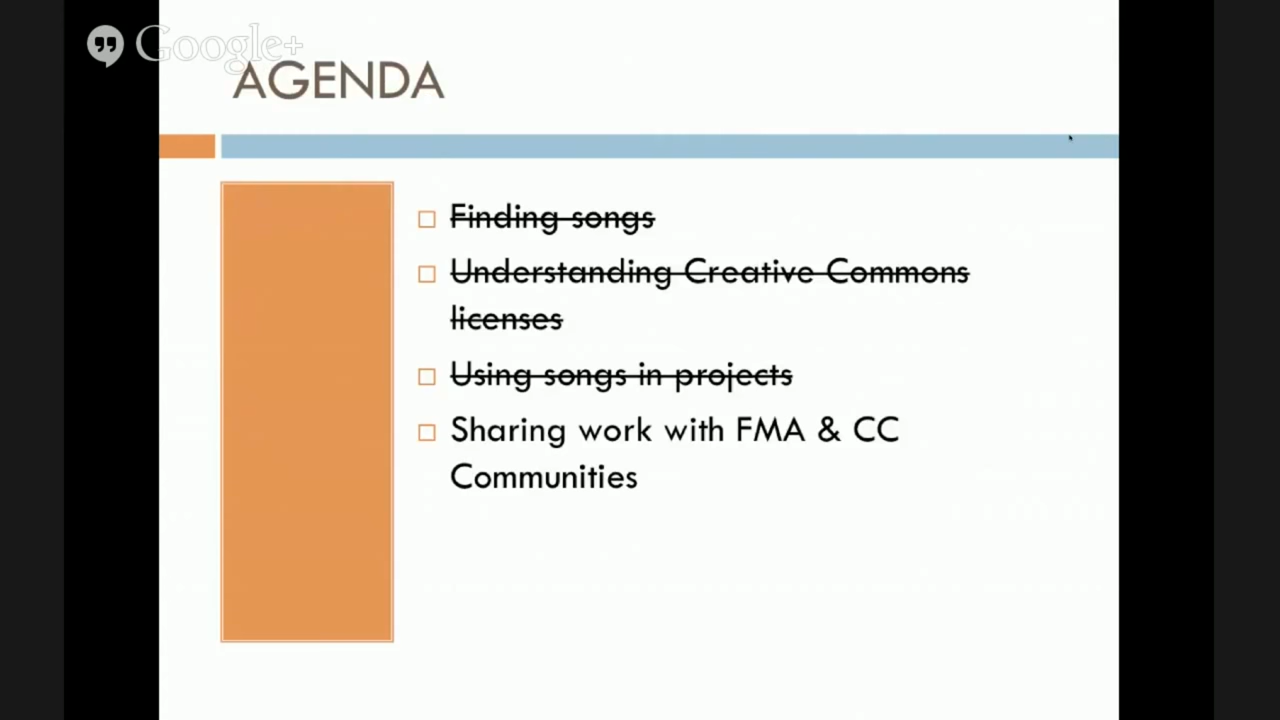 Google+
AGENDA
Finding songs
Understanding Creative Commons
licenses
Using songs in projects
Sharing work with FMA & CC
Communities